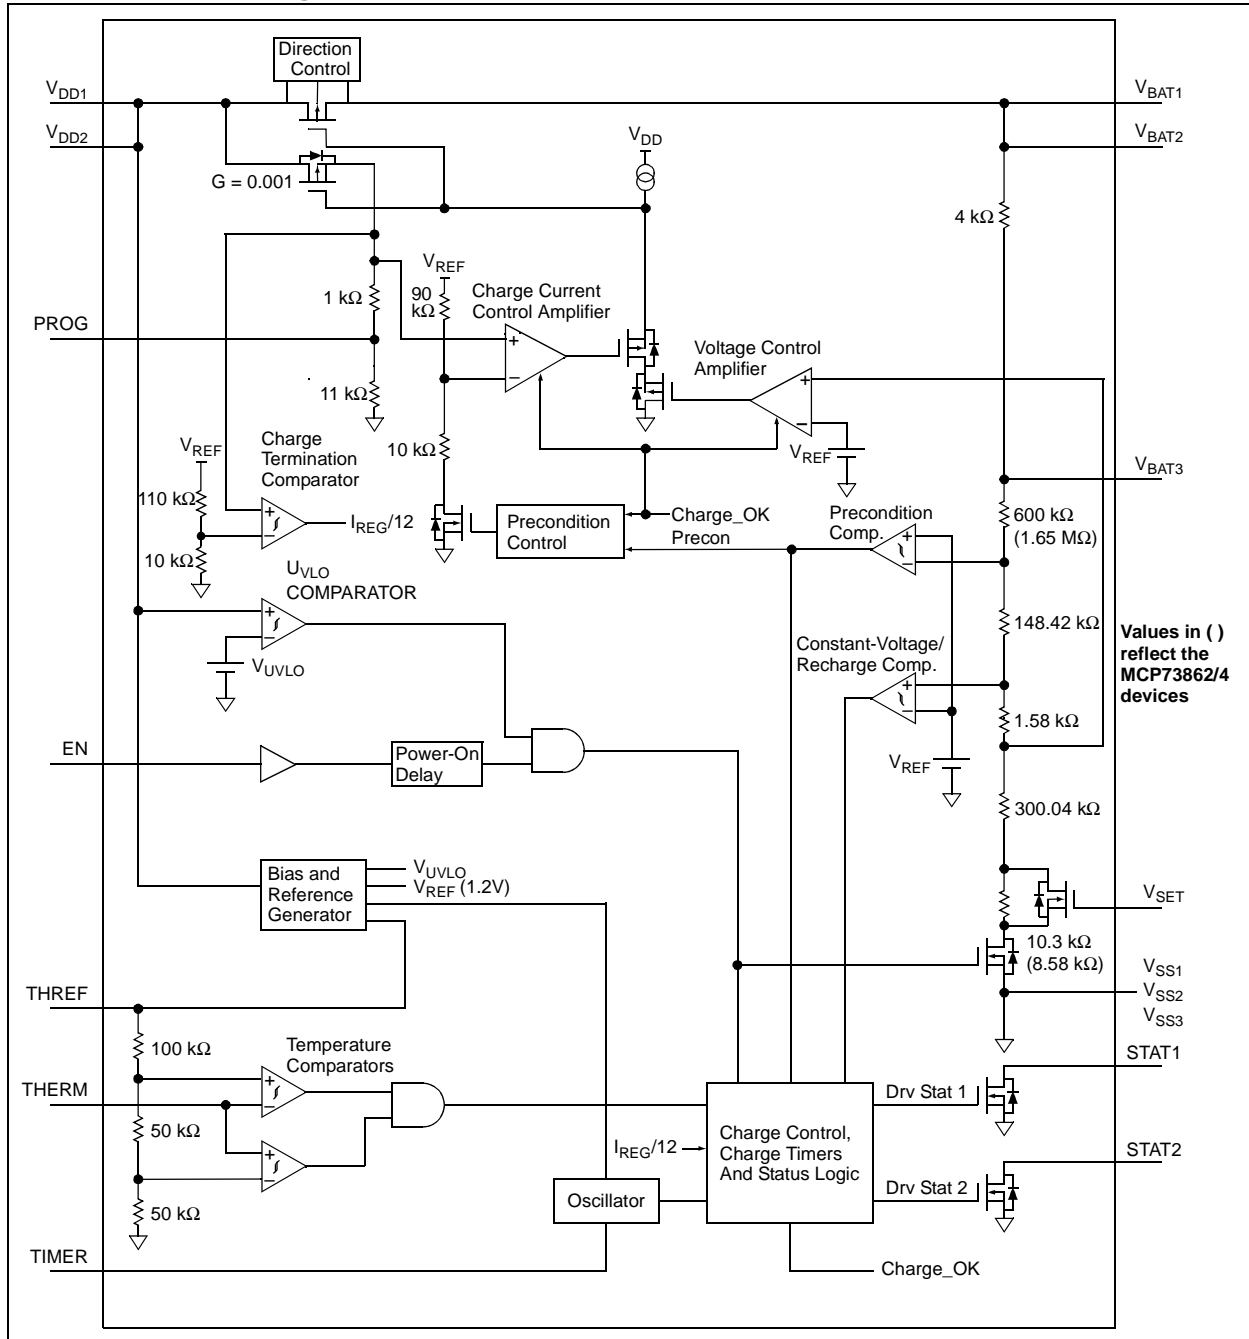 Direction
Control
VDD1
VBAT1
VDD2
VBAT2
VDD
G = 0.001
4 kΩ
VREF
90
kΩ
Charge Current
Control Amplifier
1 kΩ
PROG
Voltage Control
Amplifier
+
−
+
−
11 kΩ
Charge
Termination
Comparator
VREF
10 kΩ
VREF
VBAT3
110 kΩ
+
−
IREG/12
Precondition
Control
Charge_OK
Precon
Precondition
Comp.
+
−
600 kΩ
(1.65 MΩ)
10 kΩ
UVLO
COMPARATOR
+
−
148.42 kΩ
Values in ( )
reflect the
MCP73862/4
devices
VUVLO
Constant-Voltage/
Recharge Comp.
+
−
1.58 kΩ
EN
Power-On
Delay
VREF
300.04 kΩ
Bias and
Reference
Generator
VUVLO
VREF (1.2V)
VSET
10.3 kΩ
(8.58 kΩ)
VSS1
VSS2
VSS3
THREF
100 kΩ
Temperature
Comparators
STAT1
THERM
+
−
Drv Stat 1
50 kΩ
+
−
IREG/12
Charge Control,
Charge Timers
And Status Logic
STAT2
Drv Stat 2
50 kΩ
Oscillator
TIMER
Charge_OK